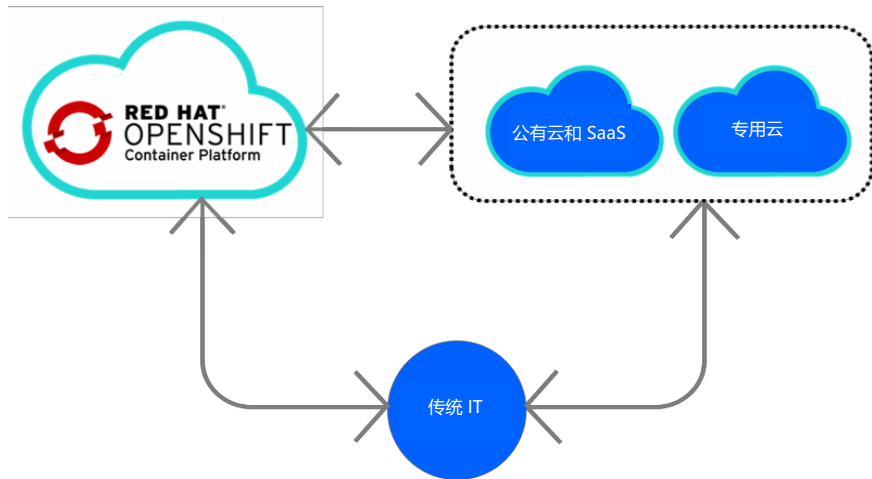 RED HAT®
OPENSHIFT
Container Platform
公有云和 SaaS
专用云
传统 IT